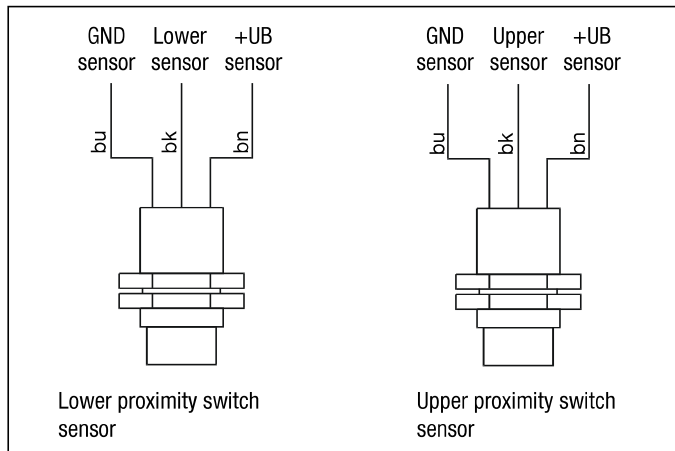 GND sensor
Lower sensor
+UB sensor
bu
bk
bn
Lower proximity switch
sensor
GND sensor
Upper sensor
+UB sensor
bu
bk
bn
Upper proximity switch
sensor